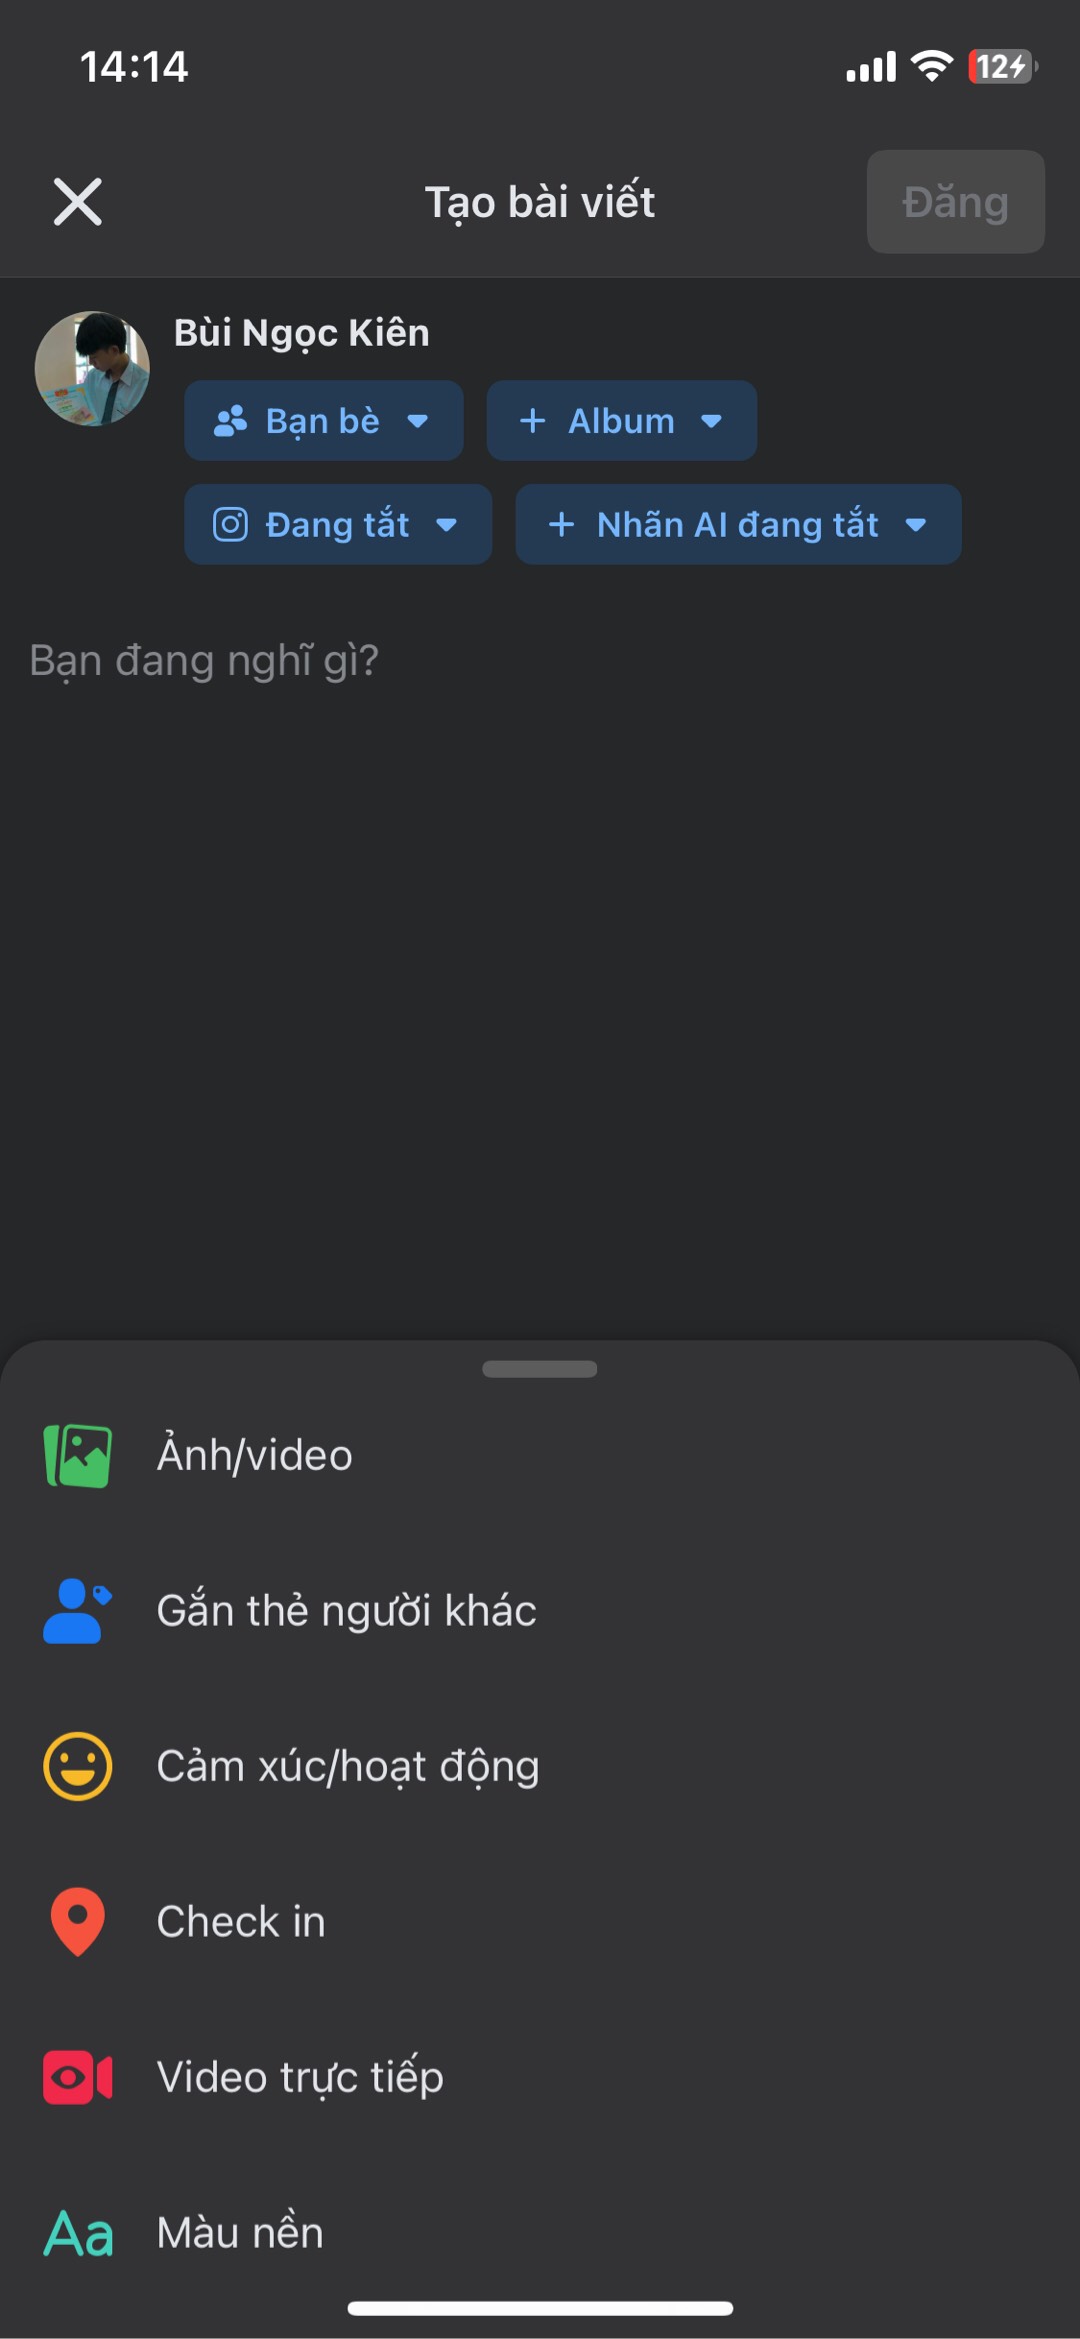 14:14
12
Tạo bài viết
Đăng
Bùi Ngọc Kiên
Bạn bè
+ Album
Đang tắt
+ Nhãn AI đang tắt
Bạn đang nghĩ gì?
Ảnh/video
Gắn thẻ người khác
Cảm xúc/hoạt động
Check in
Video trực tiếp
Aa Màu nền